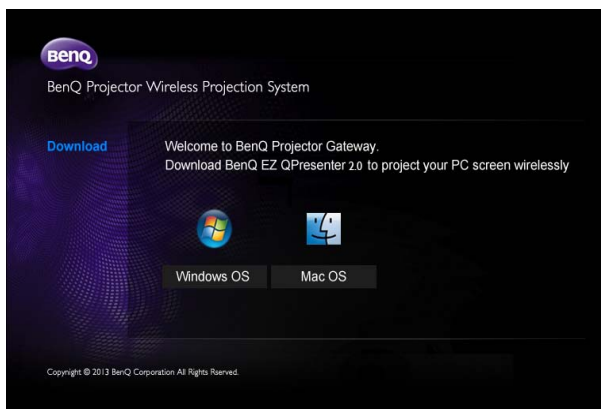 BenQ
BenQ Projector Wireless Projection System
Download
Welcome to BenQ Projector Gateway.
Download BenQ EZ QPresenter 2.0 to project your PC screen wirelessly
Windows OS
Mac OS
Copyright © 2013 BenQ Corporation All Rights Rserved.